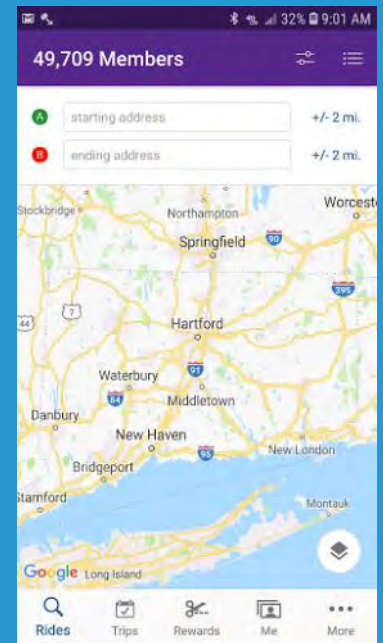 32% 9:01 AM
49,709 Members
A starting address +/- 2 mi.
B ending address +/- 2 mi.
Stockbridge
Northampton
Worcest
Springfield
90
395
44
7
Hartford
Waterbury
91
84
Middletown
Danbury
New Haven
95
New London
Bridgeport
Stamford
Montauk
Google Long Island
Rides Trips Rewards Me More